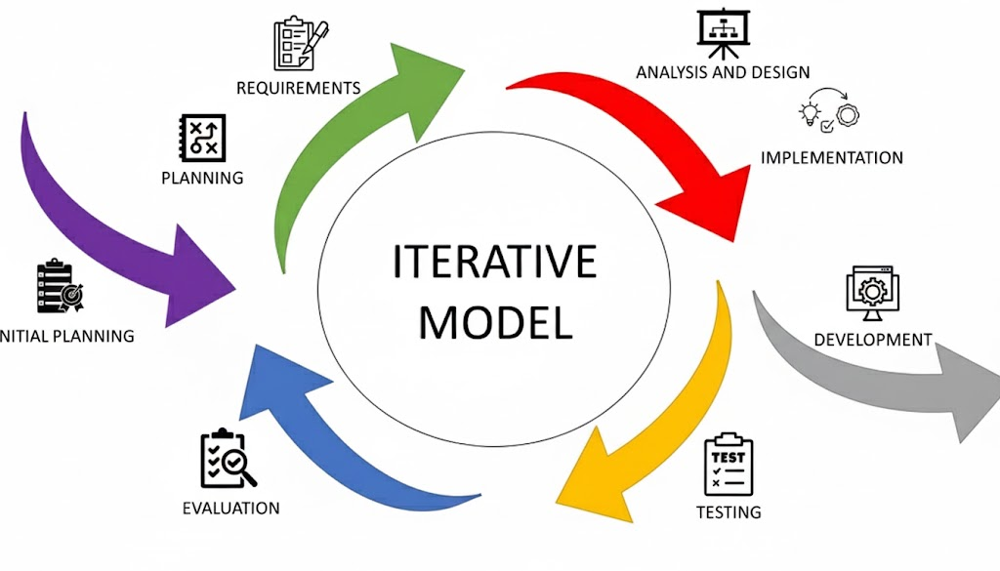 REQUIREMENTS
ANALYSIS AND DESIGN
PLANNING
IMPLEMENTATION
ITERATIVE
MODEL
NITIAL PLANNING
DEVELOPMENT
EVALUATION
TEST
TESTING